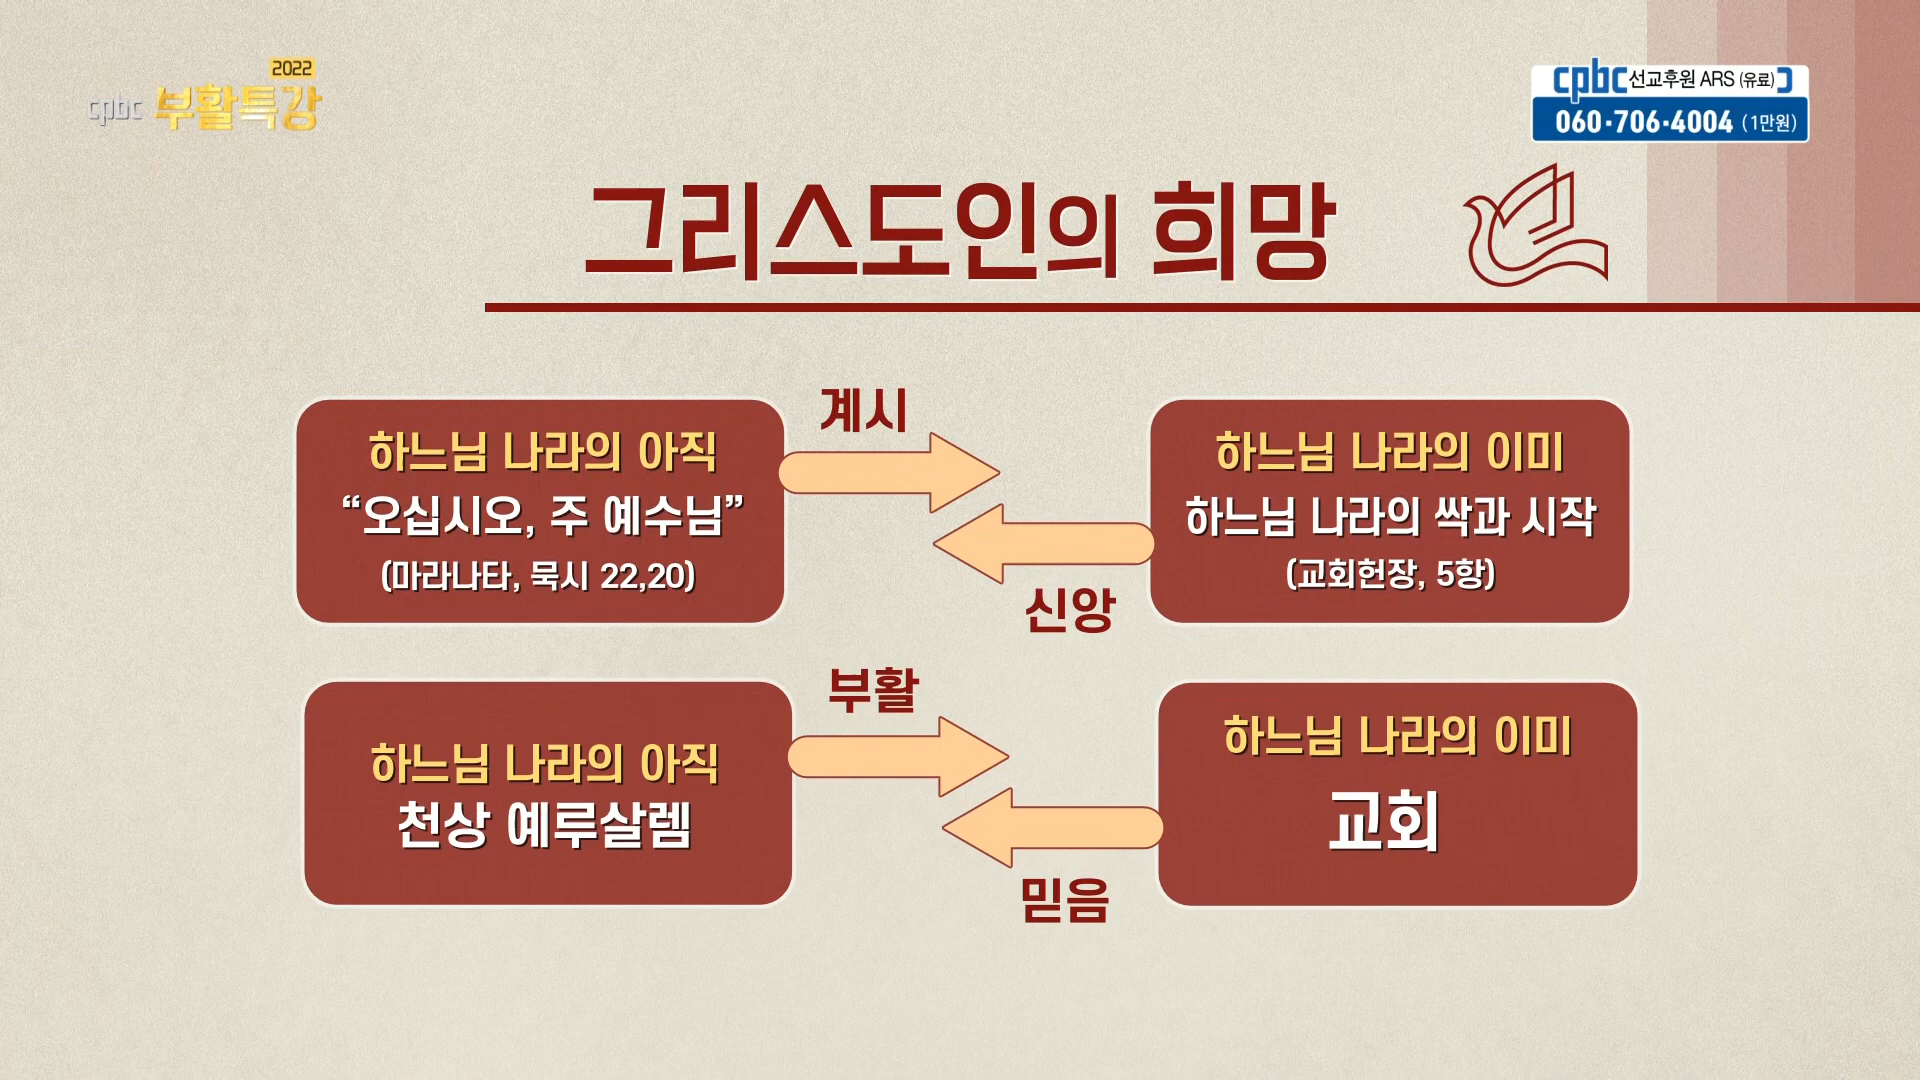 2022
cpbc 부활특강
cpbc 선교후원 ARS (유료)
060·706·4004 (1만원)
그리스도인의 희망
계시
하느님 나라의 아직
“오십시오, 주 예수님”
(마라나타, 묵시 22,20)
하느님 나라의 이미
하느님 나라의 싹과 시작
(교회헌장, 5항)
신앙
부활
하느님 나라의 아직
천상 예루살렘
하느님 나라의 이미
교회
믿음